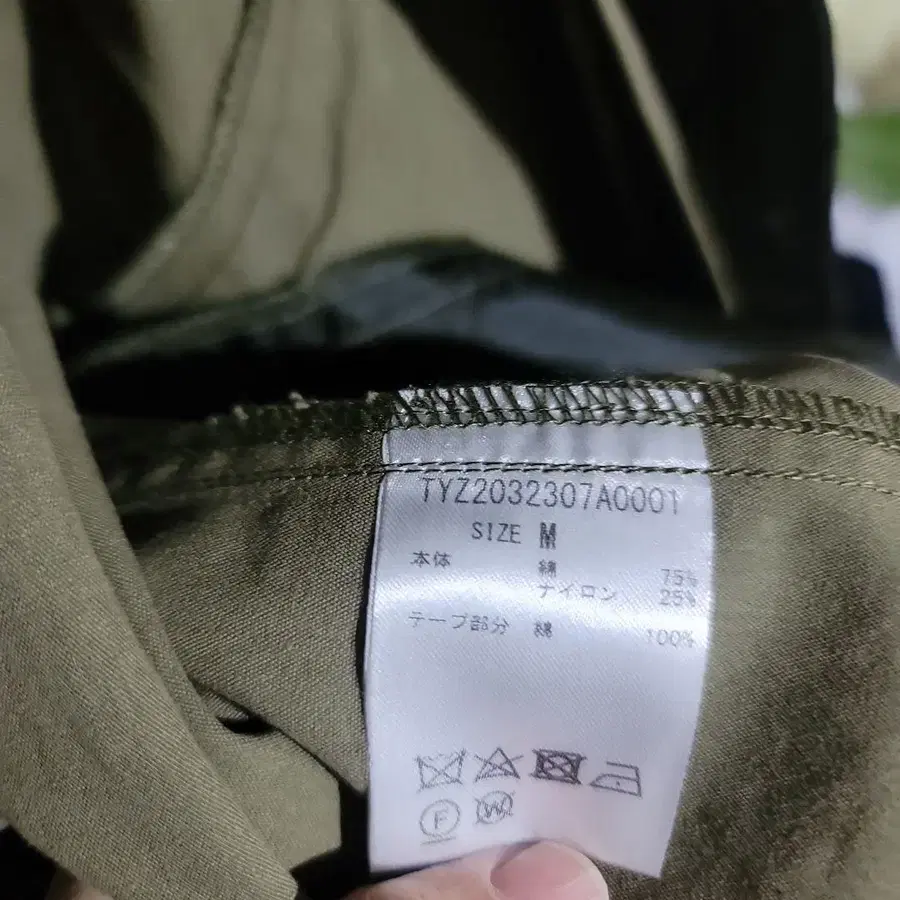 TYZ2032307A0001
SIZE M
本体 綿 75%
ナイロン 25%
テープ部分 綿 100%
F
W